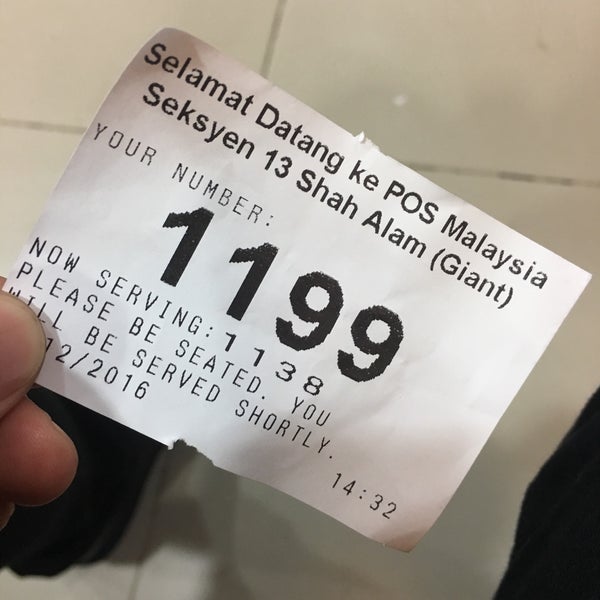 Selamat Datang ke POS Malaysia
Seksyen 13 Shah Alam (Giant)
YOUR NUMBER:
1199
NOW SERVING: 1138
PLEASE BE SEATED. YOU
WILL BE SERVED SHORTLY.
12/2016 14:32